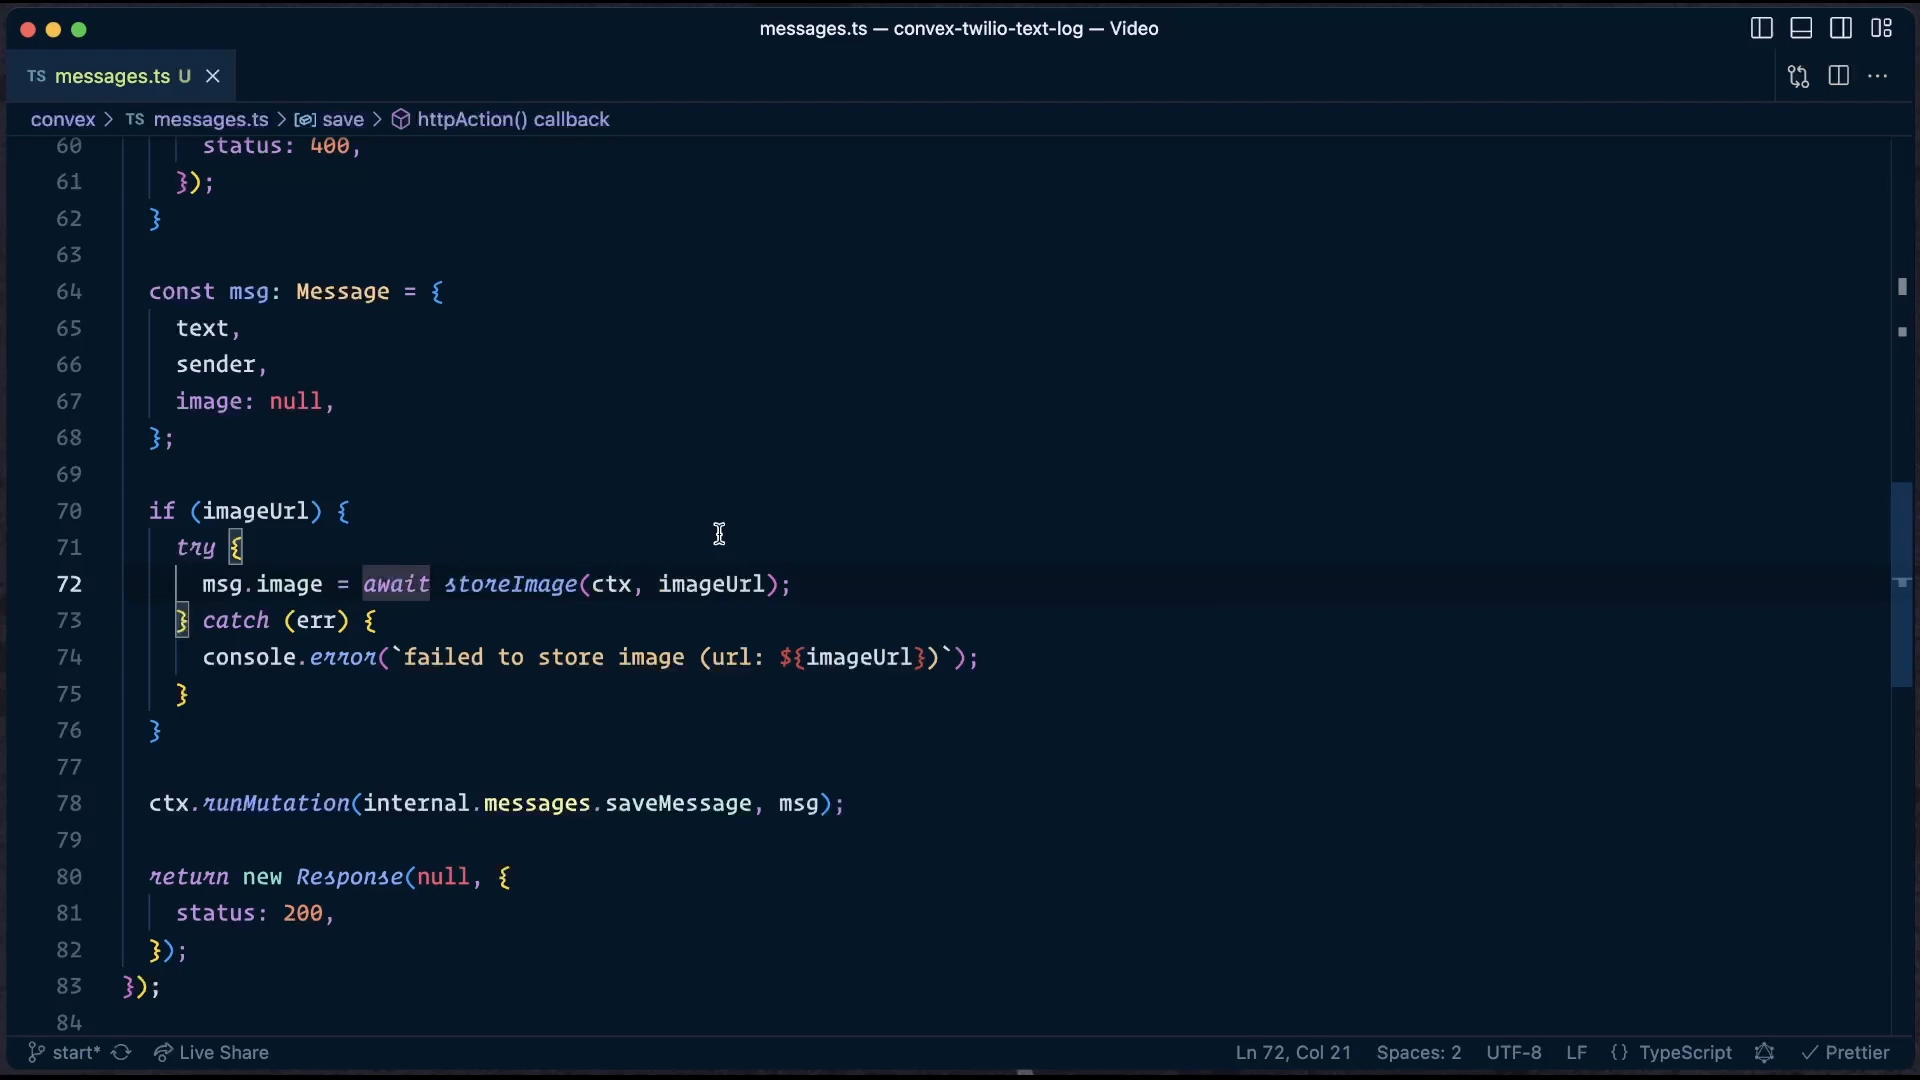 messages.ts — convex-twilio-text-log — Video
TS messages.ts U
convex > TS messages.ts > save > httpAction() callback
60 status: 400,
61 });
62 }
63
64 const msg: Message = {
65 text,
66 sender,
67 image: null,
68 };
69
70 if (imageUrl) {
71 try {
72 msg.image = await storeImage(ctx, imageUrl);
73 } catch (err) {
74 console.error(`failed to store image (url: ${imageUrl})`);
75 }
76 }
77
78 ctx.runMutation(internal.messages.saveMessage, msg);
79
80 return new Response(null, {
81 status: 200,
82 });
83 });
84
start* Live Share Ln 72, Col 21 Spaces: 2 UTF-8 LF {} TypeScript Prettier